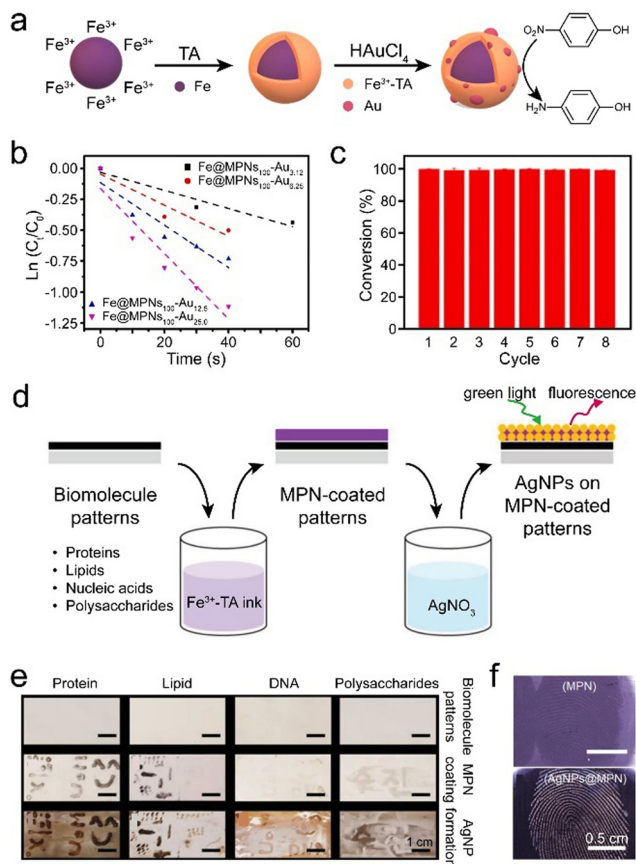 a
Fe³⁺ Fe³⁺
Fe³⁺ Fe³⁺
Fe³⁺ Fe³⁺
TA
Fe
HAuCl₄
Fe³⁺-TA
Au
O₂N OH
H₂N OH
b
Ln (Cₜ/C₀)
0.00
-0.25
-0.50
-0.75
-1.00
-1.25
Fe@MPNs₁₀₀-Au₃.₁₂
Fe@MPNs₁₀₀-Au₆.₂₅
Fe@MPNs₁₀₀-Au₁₂.₅
Fe@MPNs₁₀₀-Au₂₅.₀
0 20 40 60
Time (s)
c
Conversion (%)
100
80
60
40
20
0
1 2 3 4 5 6 7 8
Cycle
d
green light fluorescence
Biomolecule
patterns
• Proteins
• Lipids
• Nucleic acids
• Polysaccharides
Fe³⁺-TA ink
MPN-coated
patterns
AgNO₃
AgNPs on
MPN-coated
patterns
e
Protein Lipid DNA Polysaccharides
Biomolecule
patterns
MPN
coating
AgNP
formation
1 cm
f
(MPN)
(AgNPs@MPN)
0.5 cm